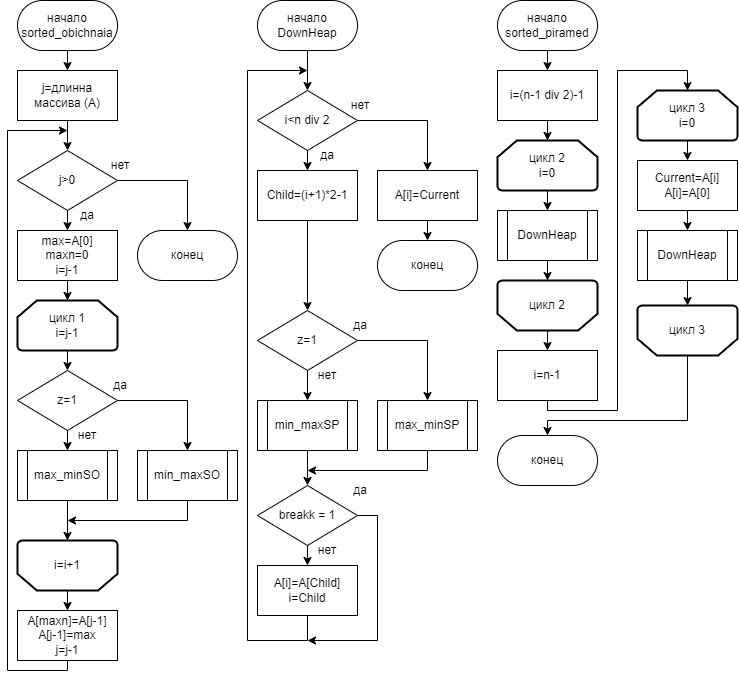 начало
sorted_obichnaia
j=длинна
массива (A)
j>0
нет
да
max=A[0]
maxn=0
i=j-1
конец
цикл 1
i=j-1
z=1
да
нет
max_minSO
min_maxSO
i=i+1
A[maxn]=A[j-1]
A[j-1]=max
j=j-1
начало
DownHeap
i<n div 2
нет
да
Child=(i+1)*2-1
A[i]=Current
конец
z=1
да
нет
min_maxSP
max_minSP
breakk = 1
да
нет
A[i]=A[Child]
i=Child
начало
sorted_piramed
i=(n-1 div 2)-1
цикл 2
i=0
DownHeap
цикл 2
i=n-1
конец
цикл 3
i=0
Current=A[i]
A[i]=A[0]
DownHeap
цикл 3